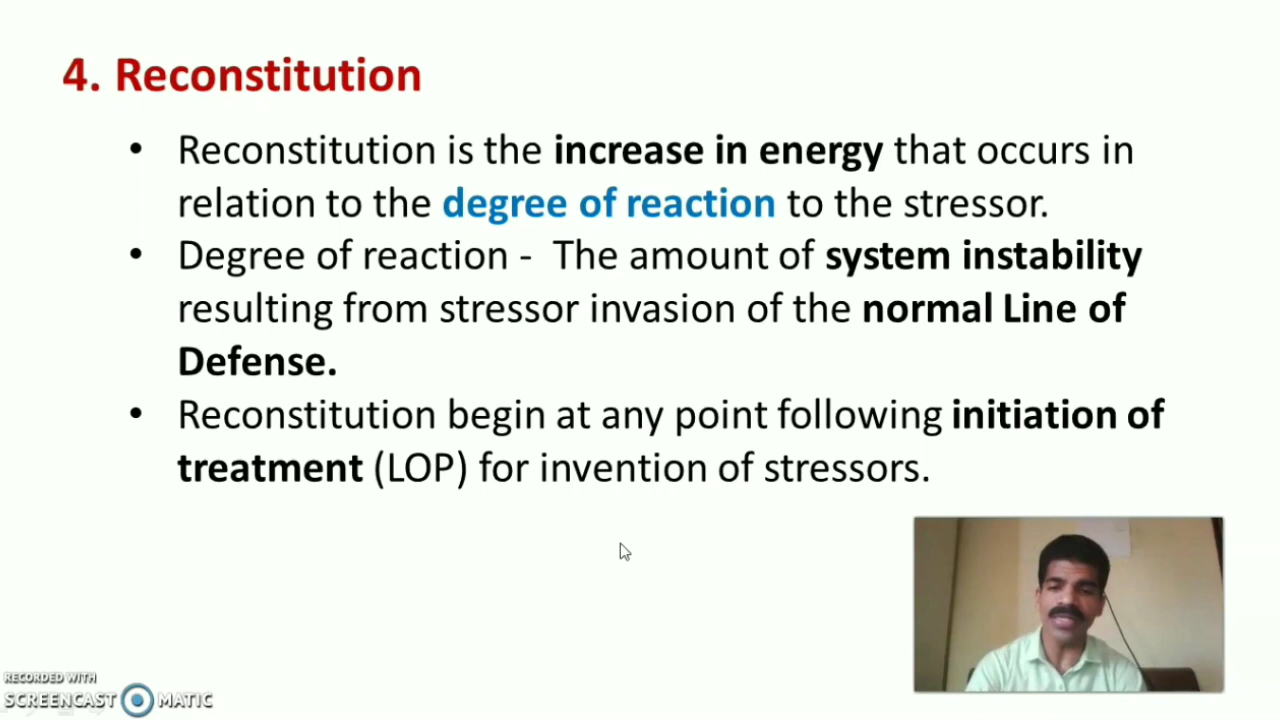 4. Reconstitution
• Reconstitution is the increase in energy that occurs in
relation to the degree of reaction to the stressor.
• Degree of reaction - The amount of system instability
resulting from stressor invasion of the normal Line of
Defense.
• Reconstitution begin at any point following initiation of
treatment (LOP) for invention of stressors.
RECORDED WITH
SCREENCAST MATIC